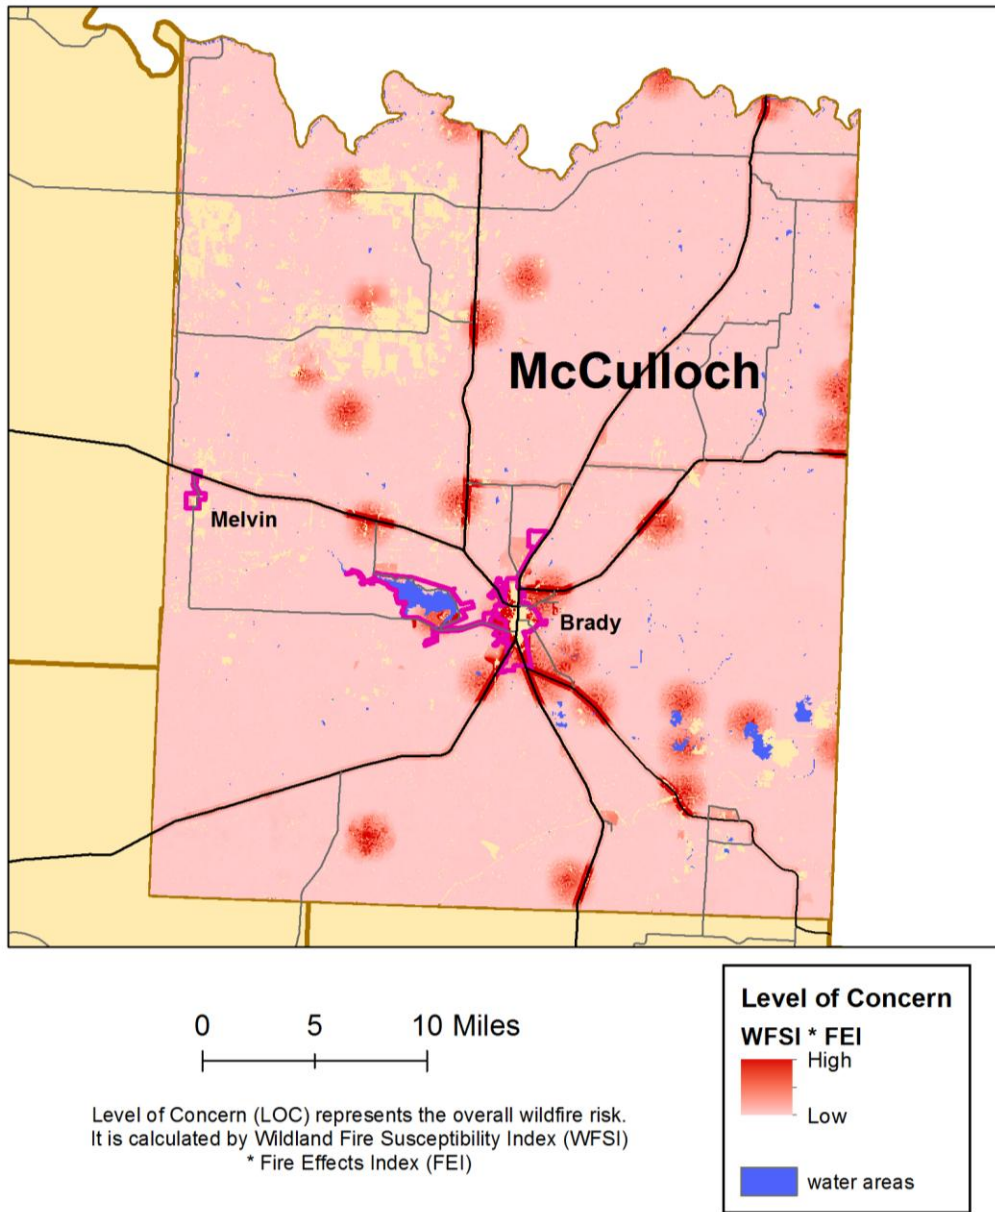 McCulloch
Melvin
Brady
0 5 10 Miles
Level of Concern (LOC) represents the overall wildfire risk.
It is calculated by Wildland Fire Susceptibility Index (WFSI)
* Fire Effects Index (FEI)
Level of Concern
WFSI * FEI
High
Low
water areas